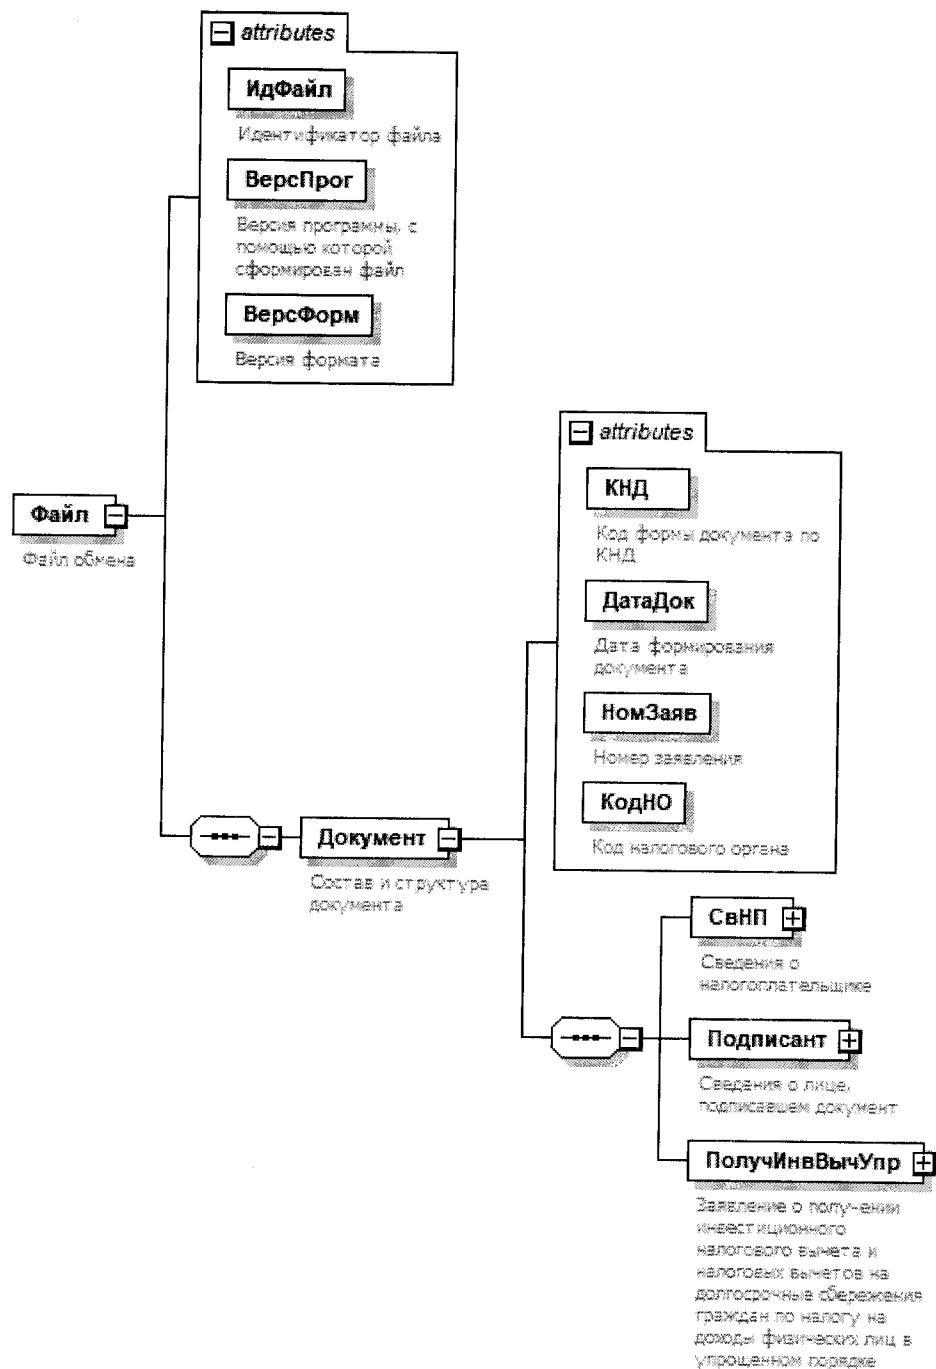 attributes
ИдФайл
Идентификатор файла
ВерсПрог
Версия программы, с
помощью которой
сформирован файл
ВерсФорм
Версия формата
Файл
Файл обмена
attributes
КНД
Код формы документа по
КНД
ДатаДок
Дата формирования
документа
НомЗаяв
Номер заявления
КодНО
Код налогового органа
Документ
Состав и структура
документа
СвНП
Сведения о
налогоплательщике
Подписант
Сведения о лице,
подписавшем документ
ПолучИнвВычУпр
Заявление о получении
инвестиционного
налогового вычета и
налоговых вычетов на
долгосрочные сбережения
граждан по налогу на
доходы физических лиц в
упрощенном порядке